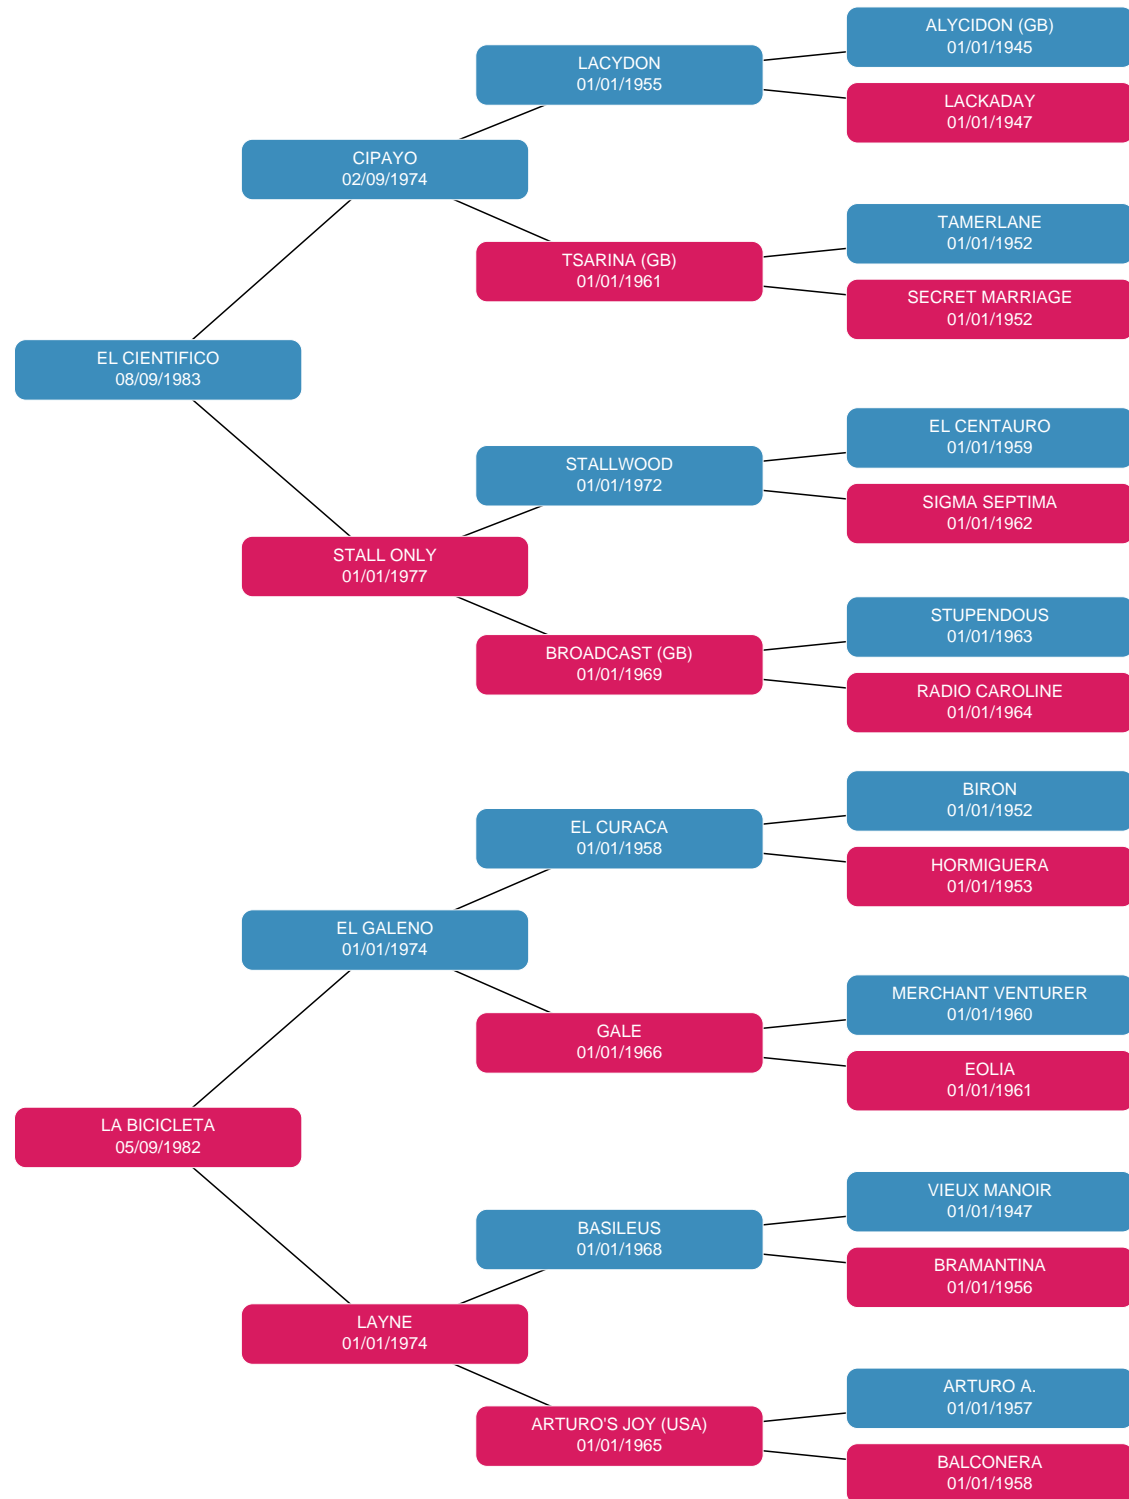 ALYCIDON (GB)
01/01/1945
LACYDON
01/01/1955
LACKADAY
01/01/1947
CIPAYO
02/09/1974
TAMERLANE
01/01/1952
TSARINA (GB)
01/01/1961
SECRET MARRIAGE
01/01/1952
EL CIENTIFICO
08/09/1983
EL CENTAURO
01/01/1959
STALLWOOD
01/01/1972
SIGMA SEPTIMA
01/01/1962
STALL ONLY
01/01/1977
STUPENDOUS
01/01/1963
BROADCAST (GB)
01/01/1969
RADIO CAROLINE
01/01/1964
BIRON
01/01/1952
EL CURACA
01/01/1958
HORMIGUERA
01/01/1953
EL GALENO
01/01/1974
MERCHANT VENTURER
01/01/1960
GALE
01/01/1966
EOLIA
01/01/1961
LA BICICLETA
05/09/1982
VIEUX MANOIR
01/01/1947
BASILEUS
01/01/1968
BRAMANTINA
01/01/1956
LAYNE
01/01/1974
ARTURO A.
01/01/1957
ARTURO'S JOY (USA)
01/01/1965
BALCONERA
01/01/1958